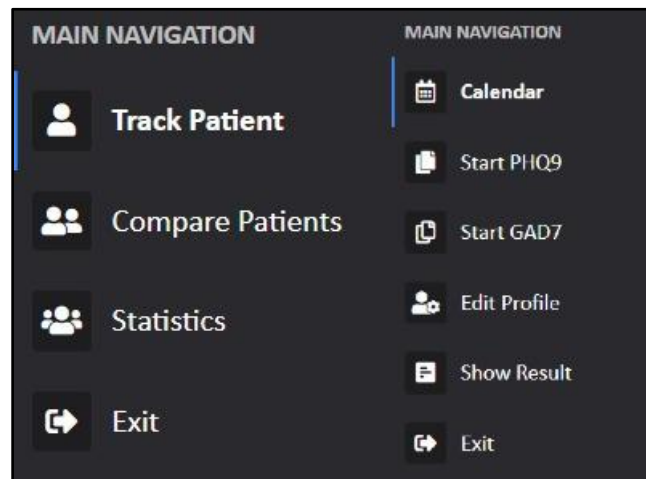 MAIN NAVIGATION
Track Patient
Compare Patients
Statistics
Exit
MAIN NAVIGATION
Calendar
Start PHQ9
Start GAD7
Edit Profile
Show Result
Exit